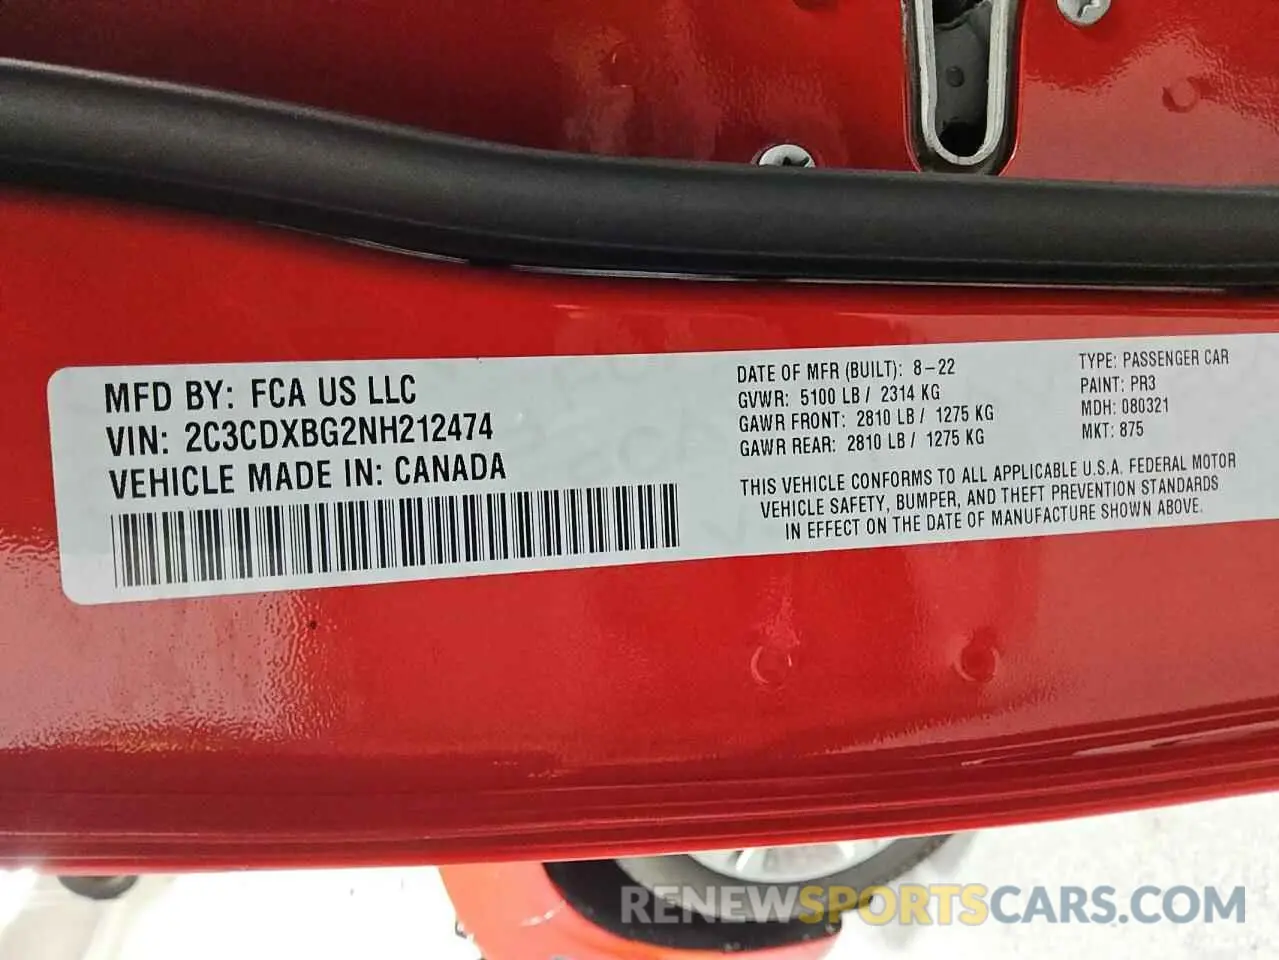 MFD BY: FCA US LLC
VIN: 2C3CDXBG2NH212474
VEHICLE MADE IN: CANADA
DATE OF MFR (BUILT): 8-22
GVWR: 5100 LB / 2314 KG
GAWR FRONT: 2810 LB / 1275 KG
GAWR REAR: 2810 LB / 1275 KG
TYPE: PASSENGER CAR
PAINT: PR3
MDH: 080321
MKT: 875
THIS VEHICLE CONFORMS TO ALL APPLICABLE U.S.A. FEDERAL MOTOR
VEHICLE SAFETY, BUMPER, AND THEFT PREVENTION STANDARDS
IN EFFECT ON THE DATE OF MANUFACTURE SHOWN ABOVE.
RENEWSPORTSCARS.COM